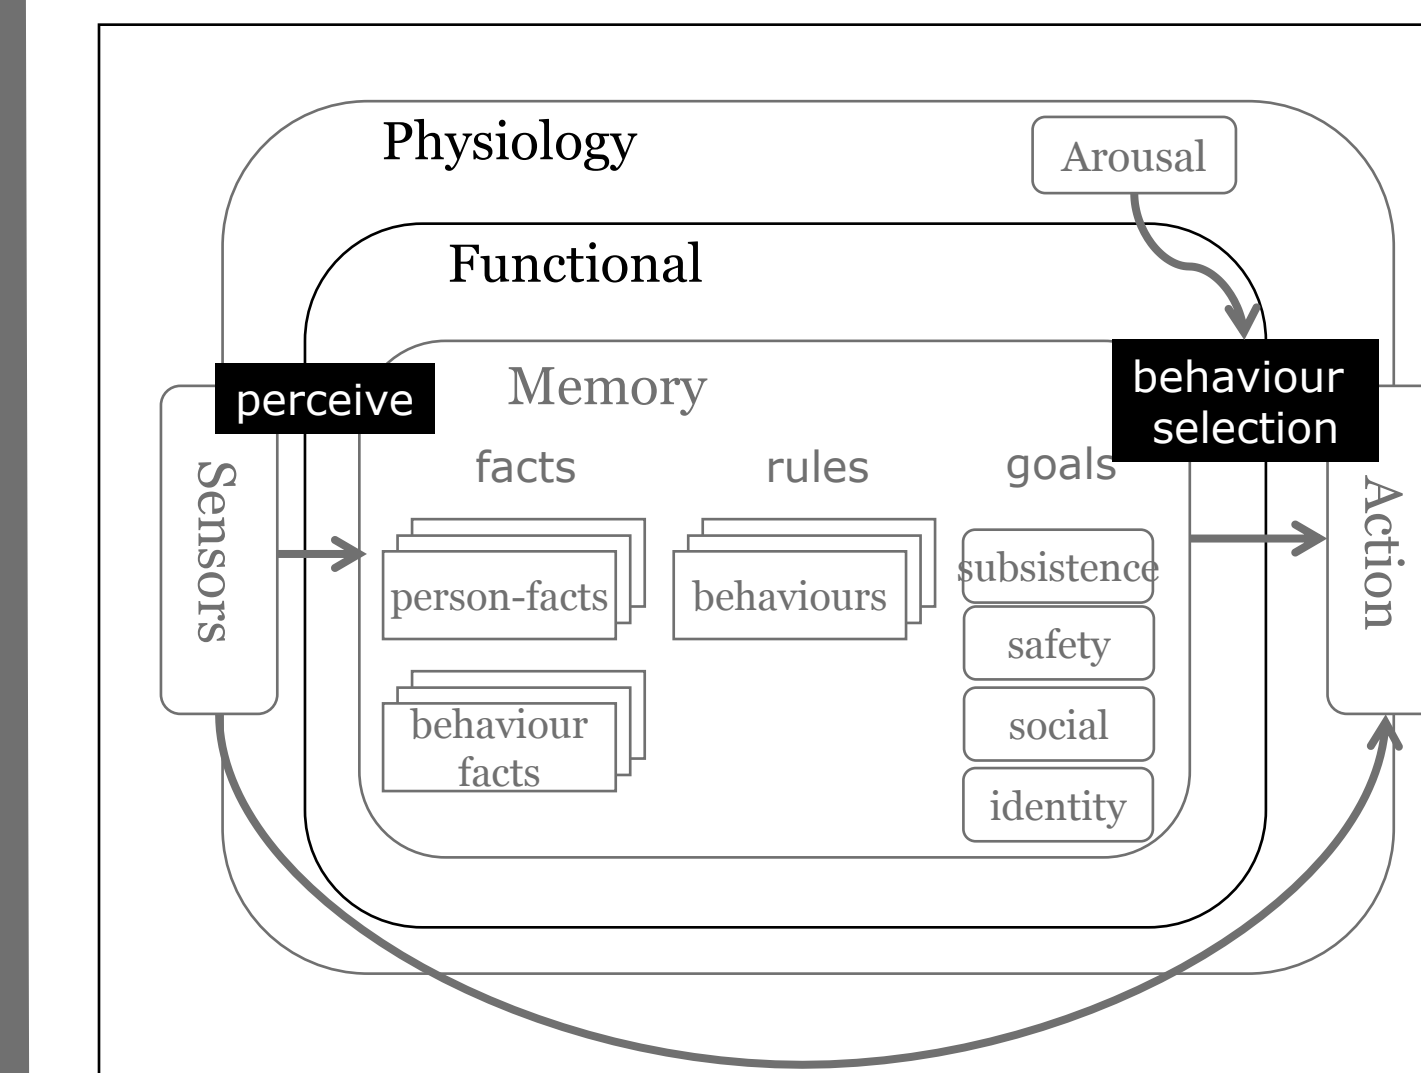 Physiology
Arousal
Functional
perceive
Memory
behaviour
selection
Sensors
facts
rules
goals
Action
person-facts
behaviours
subsistence
safety
behaviour
facts
social
identity